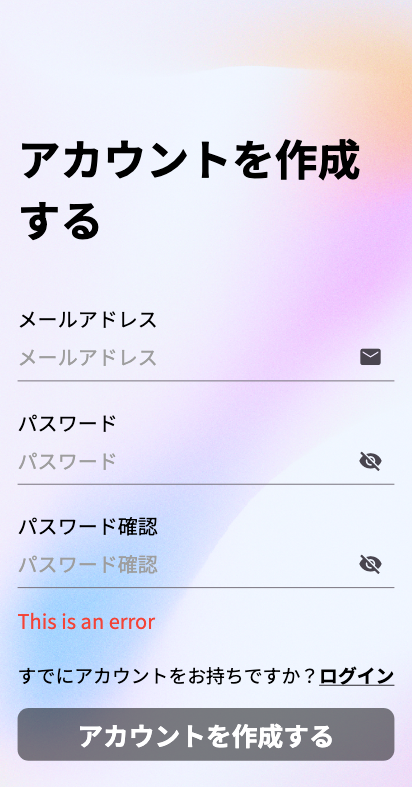 アカウントを作成
する
メールアドレス
メールアドレス
パスワード
パスワード
パスワード確認
パスワード確認
This is an error
すでにアカウントをお持ちですか？ログイン
アカウントを作成する